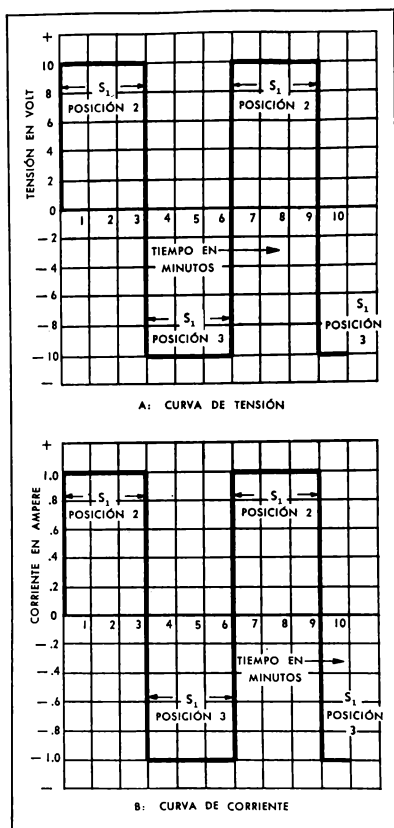 +
10
8
6
4
2
0
-2
-4
-6
-8
-10
-
TENSIÓN EN VOLT
S1
POSICIÓN 2
S1
POSICIÓN 2
1 2 3 4 5 6 7 8 9 10
TIEMPO EN
MINUTOS
S1
POSICIÓN 3
S1
POSICIÓN
3
A: CURVA DE TENSIÓN
+
1.0
.8
.6
.4
.2
0
-.2
-.4
-.6
-.8
-1.0
-
CORRIENTE EN AMPERE
S1
POSICIÓN 2
S1
POSICIÓN 2
1 2 3 4 5 6 7 8 9 10
TIEMPO EN
MINUTOS
S1
POSICIÓN 3
S1
POSICIÓN
3
B: CURVA DE CORRIENTE